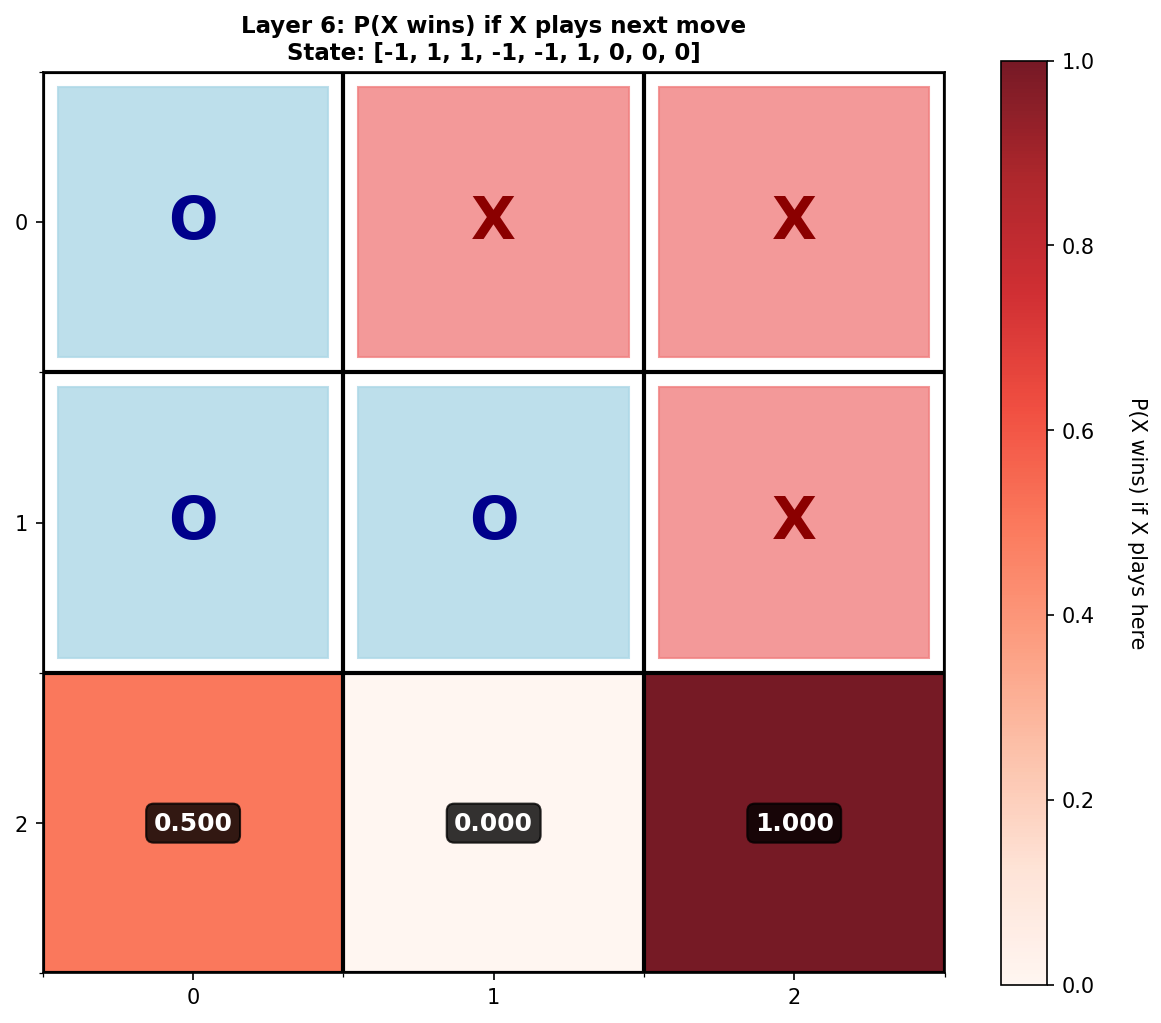 Layer 6: P(X wins) if X plays next move
State: [-1, 1, 1, -1, -1, 1, 0, 0, 0]
0
O
X
X
1
O
O
X
2
0.500
0.000
1.000
0
1
2
1.0
0.8
0.6
0.4
0.2
0.0
P(X wins) if X plays here